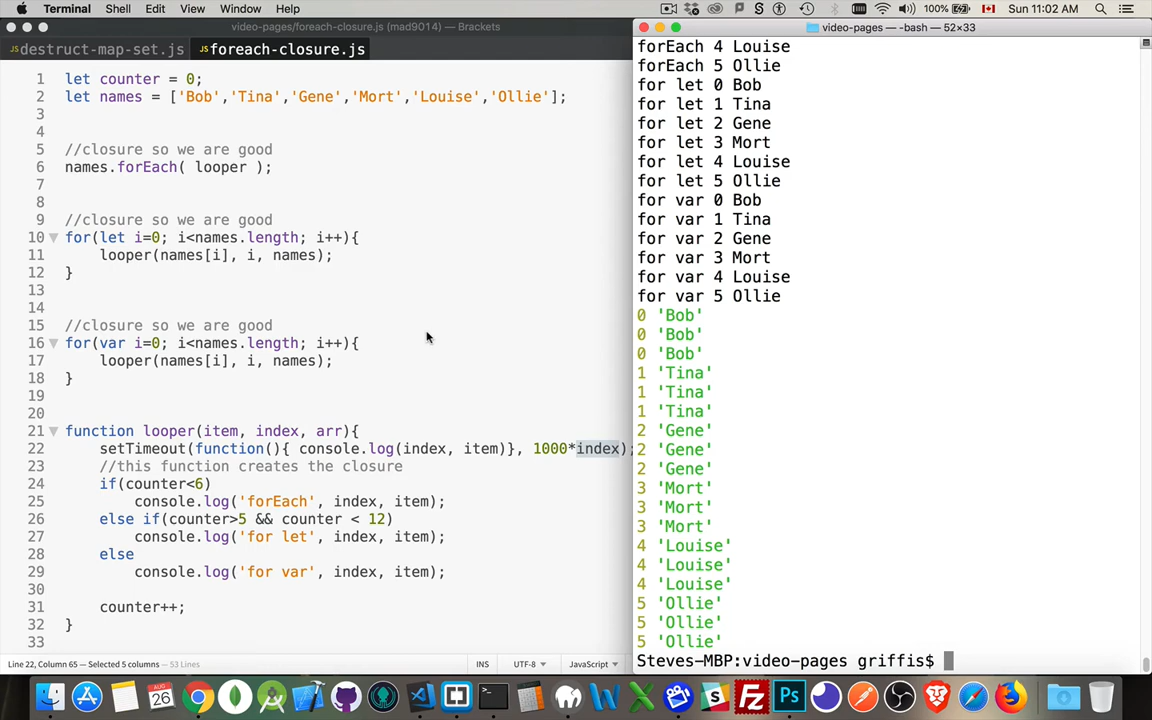 Terminal Shell Edit View Window Help 100% Sun 11:02 AM
video-pages/foreach-closure.js (mad9014) — Brackets
destruct-map-set.js foreach-closure.js
1 let counter = 0;
2 let names = ['Bob','Tina','Gene','Mort','Louise','Ollie'];
3
4
5 //closure so we are good
6 names.forEach( looper );
7
8
9 //closure so we are good
10 for(let i=0; i<names.length; i++){
11 looper(names[i], i, names);
12 }
13
14
15 //closure so we are good
16 for(var i=0; i<names.length; i++){
17 looper(names[i], i, names);
18 }
19
20
21 function looper(item, index, arr){
22 setTimeout(function(){ console.log(index, item)}, 1000*index);
23 //this function creates the closure
24 if(counter<6)
25 console.log('forEach', index, item);
26 else if(counter>5 && counter < 12)
27 console.log('for let', index, item);
28 else
29 console.log('for var', index, item);
30
31 counter++;
32 }
33
Line 22, Column 65 — Selected 5 columns — 53 Lines INS UTF-8 JavaScript
video-pages — -bash — 52×33
forEach 4 Louise
forEach 5 Ollie
for let 0 Bob
for let 1 Tina
for let 2 Gene
for let 3 Mort
for let 4 Louise
for let 5 Ollie
for var 0 Bob
for var 1 Tina
for var 2 Gene
for var 3 Mort
for var 4 Louise
for var 5 Ollie
0 'Bob'
0 'Bob'
0 'Bob'
1 'Tina'
1 'Tina'
1 'Tina'
2 'Gene'
2 'Gene'
2 'Gene'
3 'Mort'
3 'Mort'
3 'Mort'
4 'Louise'
4 'Louise'
4 'Louise'
5 'Ollie'
5 'Ollie'
5 'Ollie'
Steves-MBP:video-pages griffis$
AUG
26